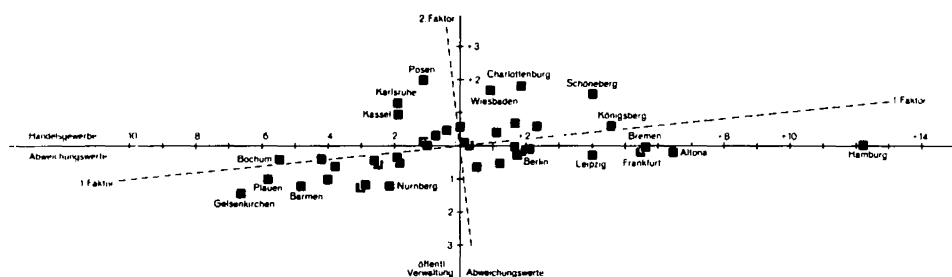 2. Faktor
+3
Posen
+2
Charlottenburg
Schöneberg
Karlsruhe
Wiesbaden
1 Faktor
Kassel
Königsberg
Handelsgewerbe
10
8
6
4
2
+2
+10
Bremen
Abweichungswerte
Bochum
Berlin
Leipzig
Frankfurt
Altona
Hamburg
1 Faktor
Plauen
Nürnberg
1
Gelsenkirchen
Barmen
2
3
öffentl
Verwaltung
Abweichungswerte